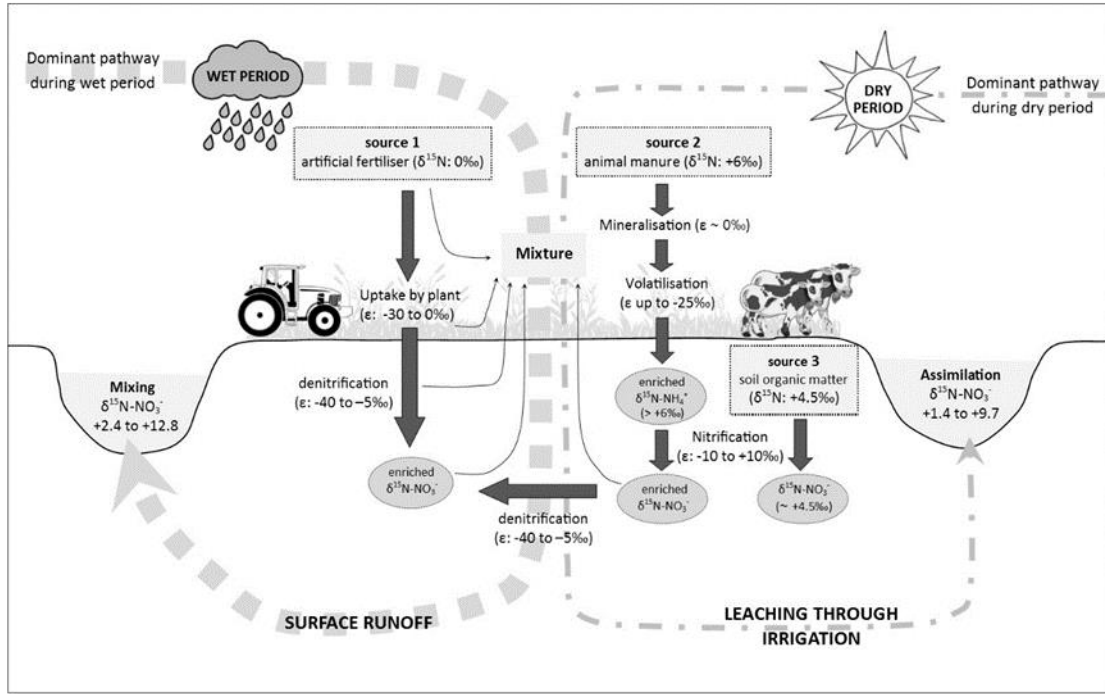 Dominant pathway
during wet period
WET PERIOD
DRY
PERIOD
Dominant pathway
during dry period
source 1
artificial fertiliser (δ¹⁵N: 0‰)
source 2
animal manure (δ¹⁵N: +6‰)
Mineralisation (ε ~ 0‰)
Mixture
Volatilisation
(ε up to -25‰)
Uptake by plant
(ε: -30 to 0‰)
source 3
soil organic matter
(δ¹⁵N: +4.5‰)
Mixing
δ¹⁵N-NO₃⁻
+2.4 to +12.8
denitrification
(ε: -40 to –5‰)
enriched
δ¹⁵N-NH₄⁺
(> +6‰)
Assimilation
δ¹⁵N-NO₃⁻
+1.4 to +9.7
Nitrification
(ε: -10 to +10‰)
enriched
δ¹⁵N-NO₃⁻
enriched
δ¹⁵N-NO₃⁻
δ¹⁵N-NO₃⁻
(~ +4.5‰)
denitrification
(ε: -40 to –5‰)
SURFACE RUNOFF
LEACHING THROUGH
IRRIGATION